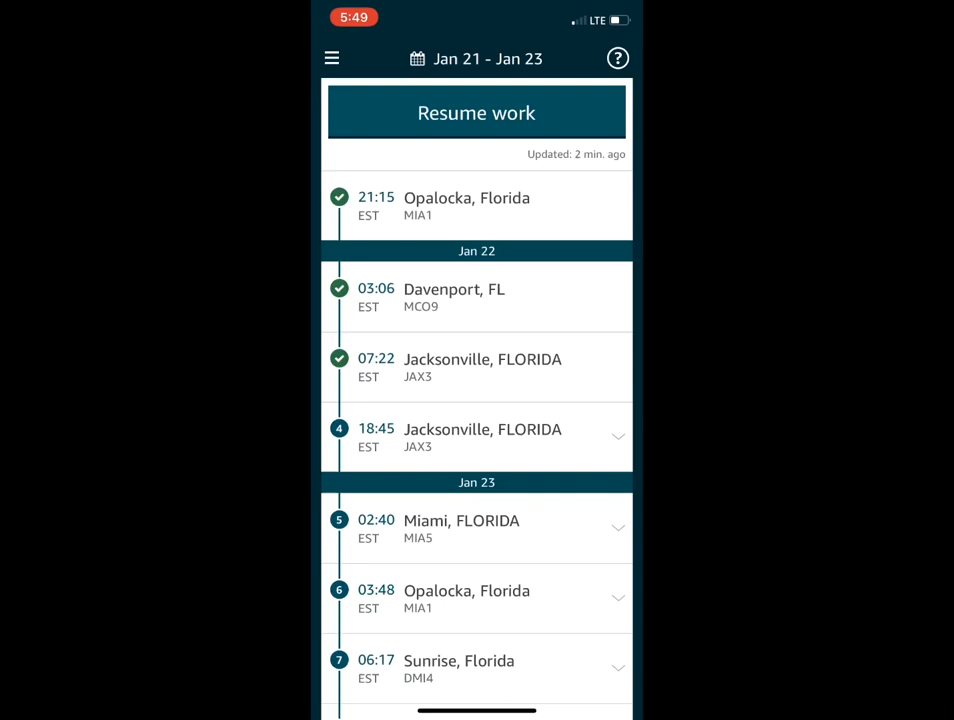 5:49
LTE
Jan 21 - Jan 23
?
Resume work
Updated: 2 min. ago
21:15 Opalocka, Florida
EST MIA1
Jan 22
03:06 Davenport, FL
EST MCO9
07:22 Jacksonville, FLORIDA
EST JAX3
4 18:45 Jacksonville, FLORIDA
EST JAX3
Jan 23
5 02:40 Miami, FLORIDA
EST MIA5
6 03:48 Opalocka, Florida
EST MIA1
7 06:17 Sunrise, Florida
EST DMI4